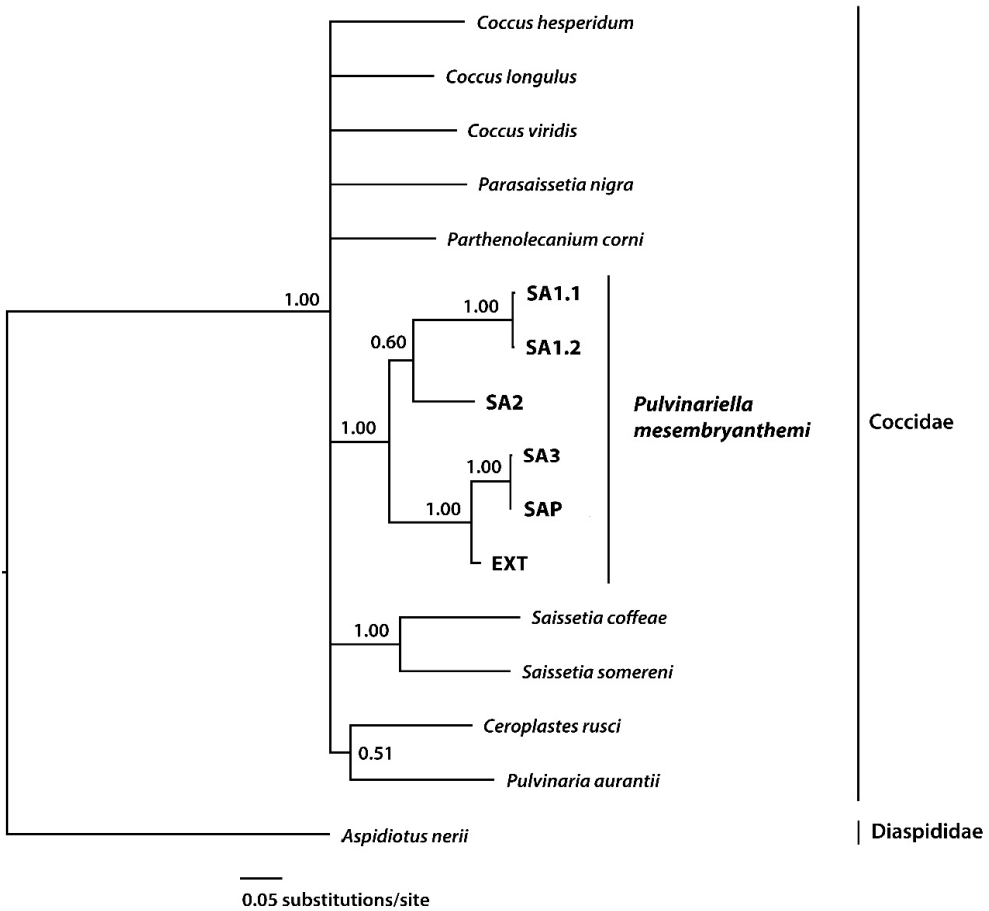 Coccus hesperidum
Coccus longulus
Coccus viridis
Parasaissetia nigra
Parthenolecanium corni
1.00
SA1.1
1.00
SA1.2
0.60
SA2
Pulvinariella
mesembryanthemi
Coccidae
1.00
SA3
1.00
SAP
1.00
EXT
Saissetia coffeae
1.00
Saissetia somereni
Ceroplastes rusci
0.51
Pulvinaria aurantii
Aspidiotus nerii
Diaspididae
0.05 substitutions/site